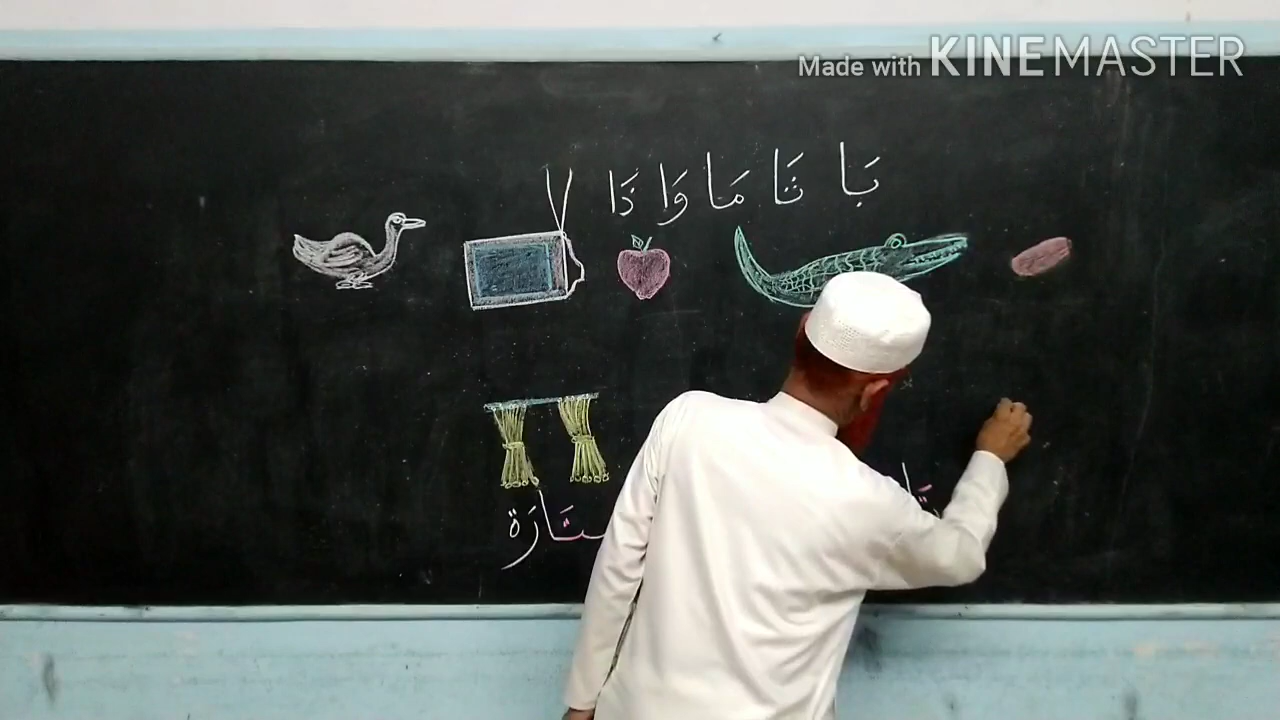 Made with KINEMASTER
بَا تَا مَا وَا ذَا
ستَارَة